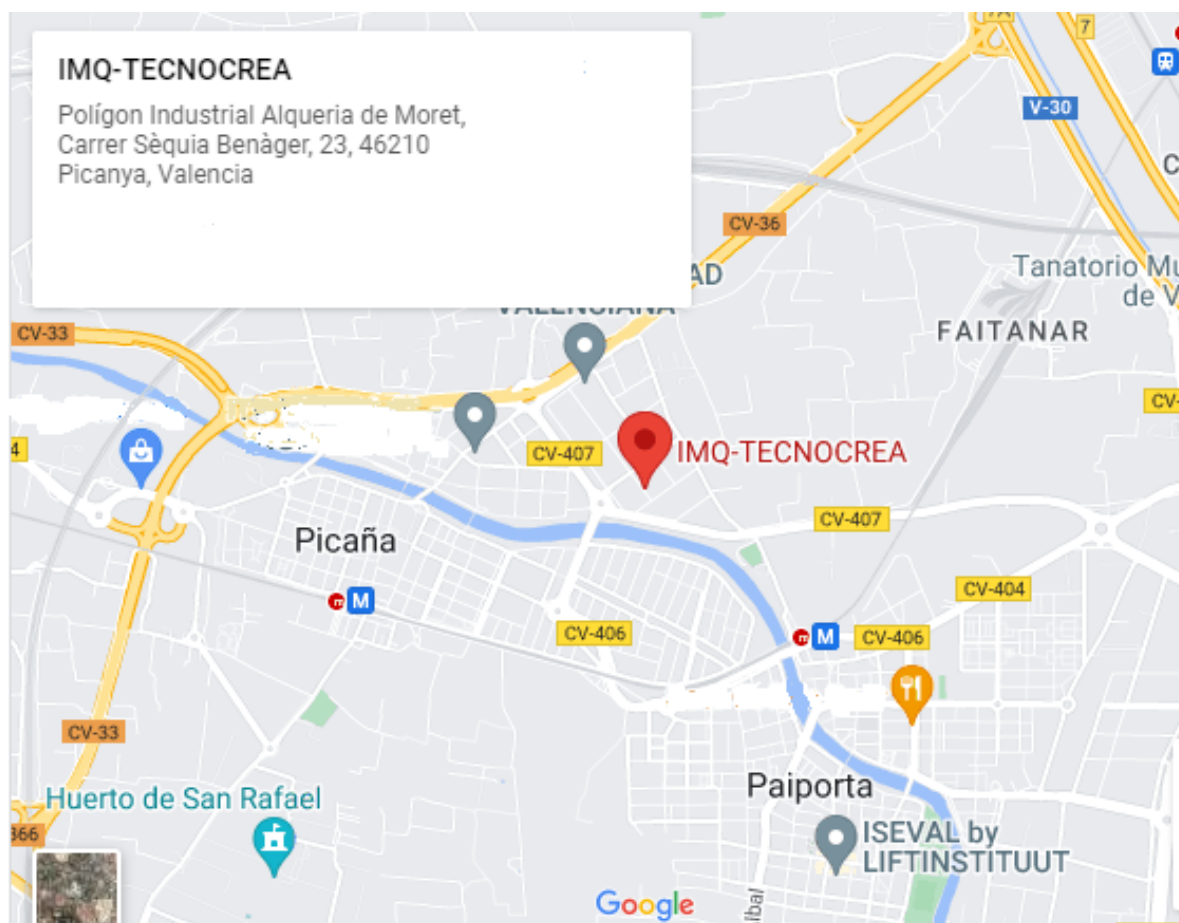 IMQ-TECNOCREA
Polígon Industrial Alqueria de Moret,
Carrer Sèquia Benàger, 23, 46210
Picanya, Valencia
7
V-30
CV-36
Tanatorio Mu
de V
VALENCIANA
FAITANAR
CV-33
CV-407
IMQ-TECNOCREA
CV-407
Picaña
M
CV-404
CV-406
M
CV-406
CV-33
Paiporta
Huerto de San Rafael
ISEVAL by
LIFTINSTITUUT
Google